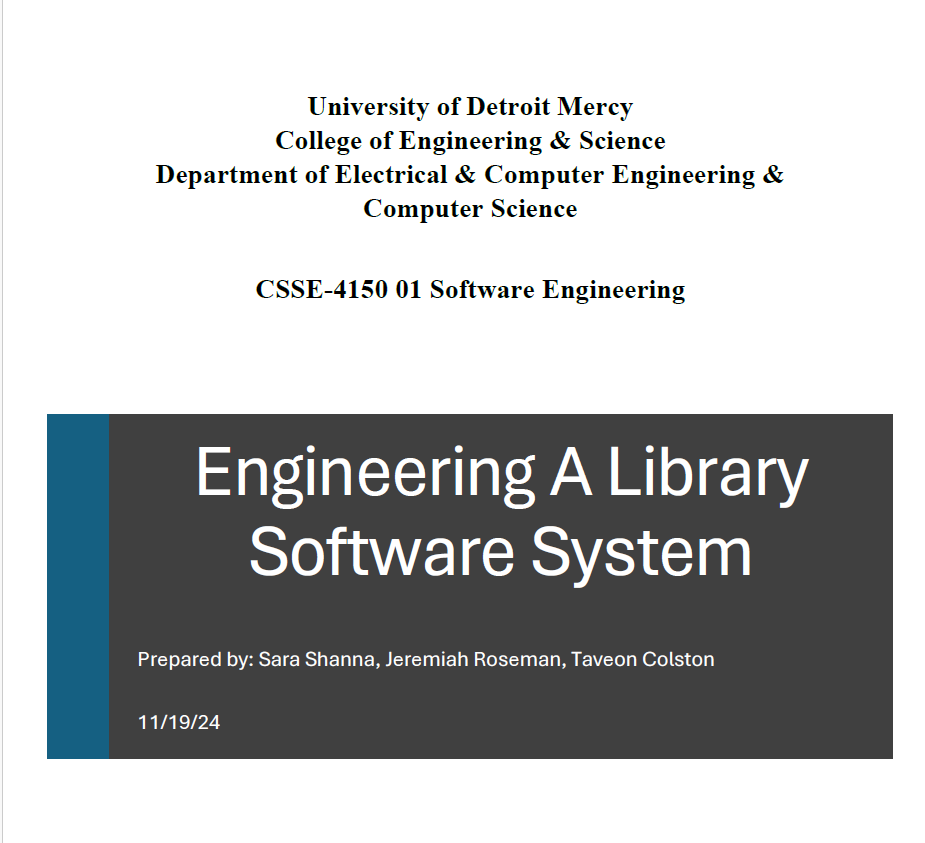 University of Detroit Mercy
College of Engineering & Science
Department of Electrical & Computer Engineering &
Computer Science
CSSE-4150 01 Software Engineering
Engineering A Library
Software System
Prepared by: Sara Shanna, Jeremiah Roseman, Taveon Colston
11/19/24